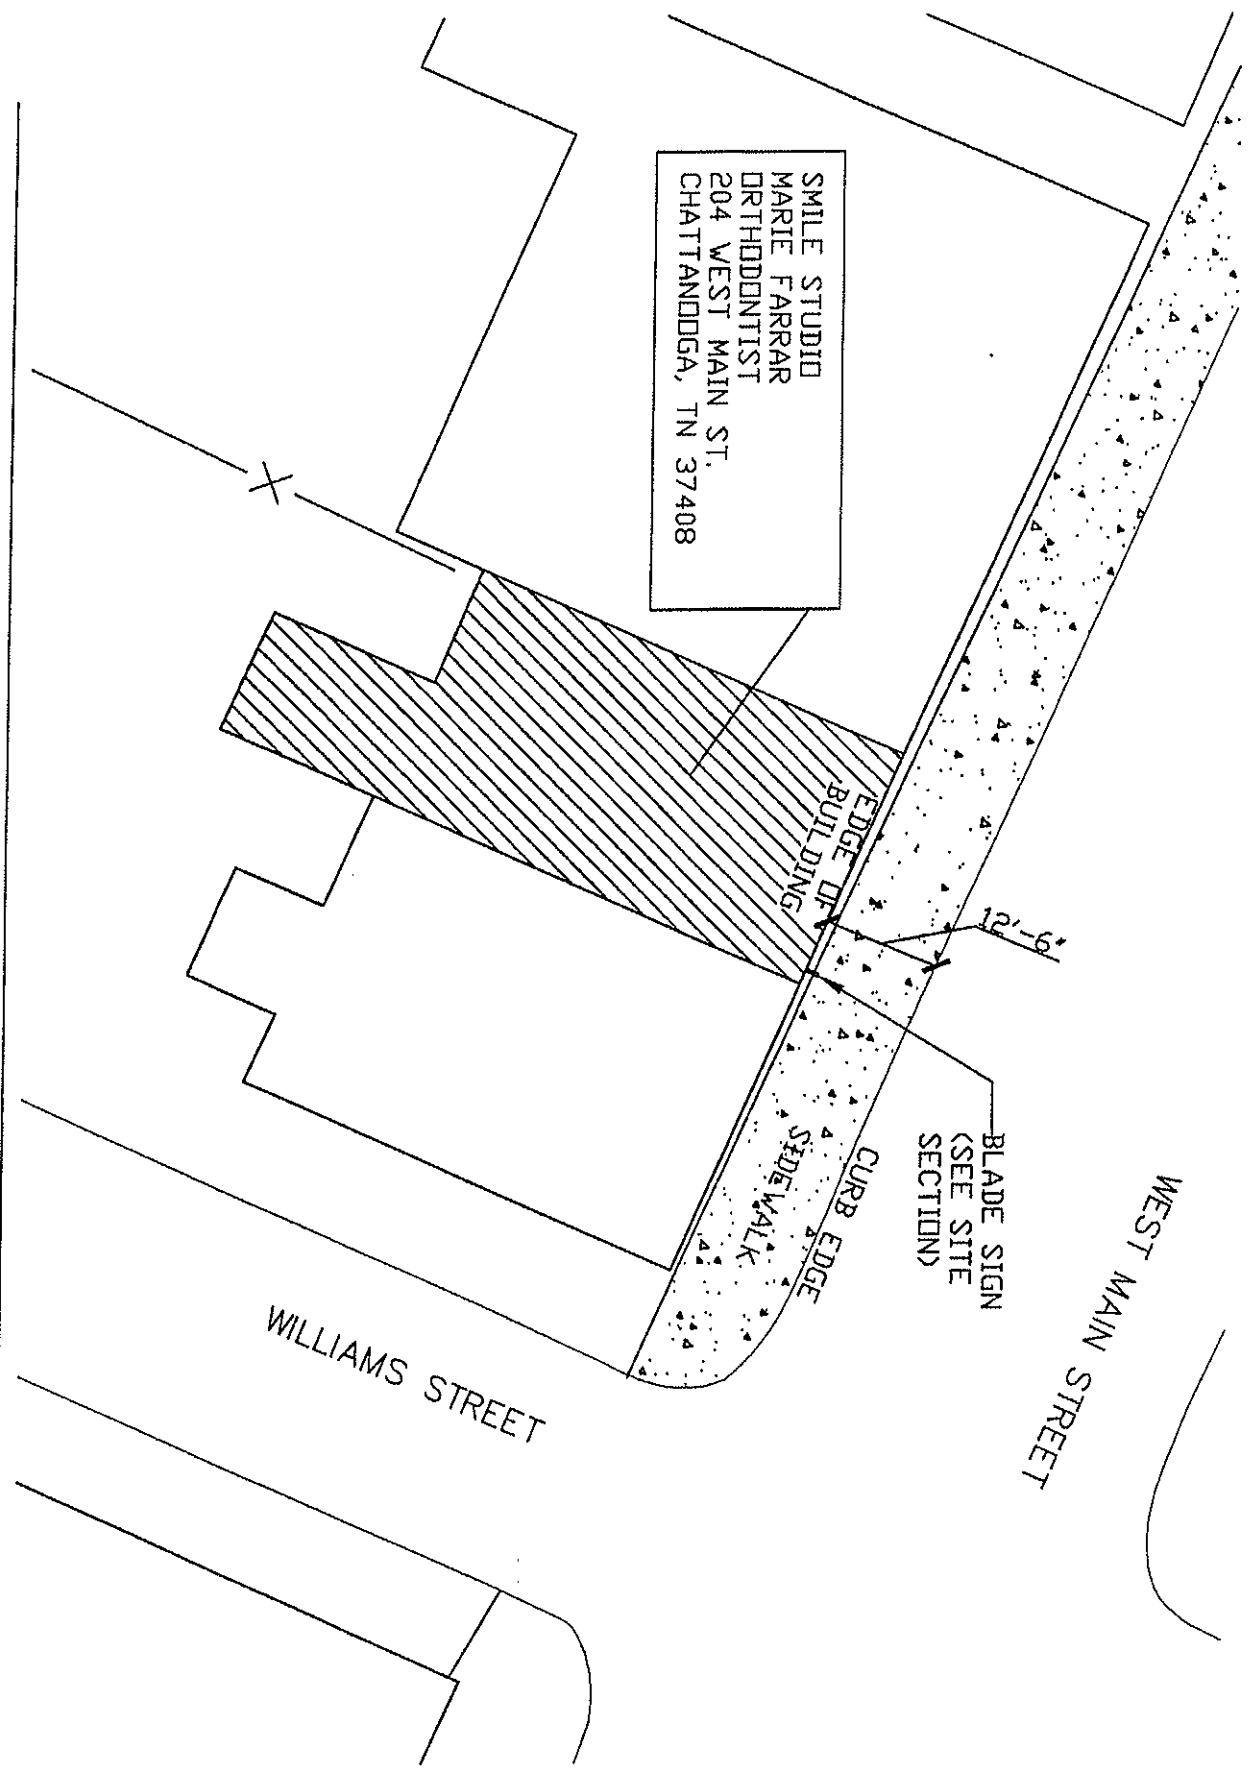 SMILE STUDIO
MARIE FARRAR
ORTHODONTIST
204 WEST MAIN ST.
CHATTANOOGA, TN 37408
EDGE OF
BUILDING
12'-6"
BLADE SIGN
(SEE SITE
SECTION)
CURB EDGE
SIDEWALK
WEST MAIN STREET
WILLIAMS STREET
X